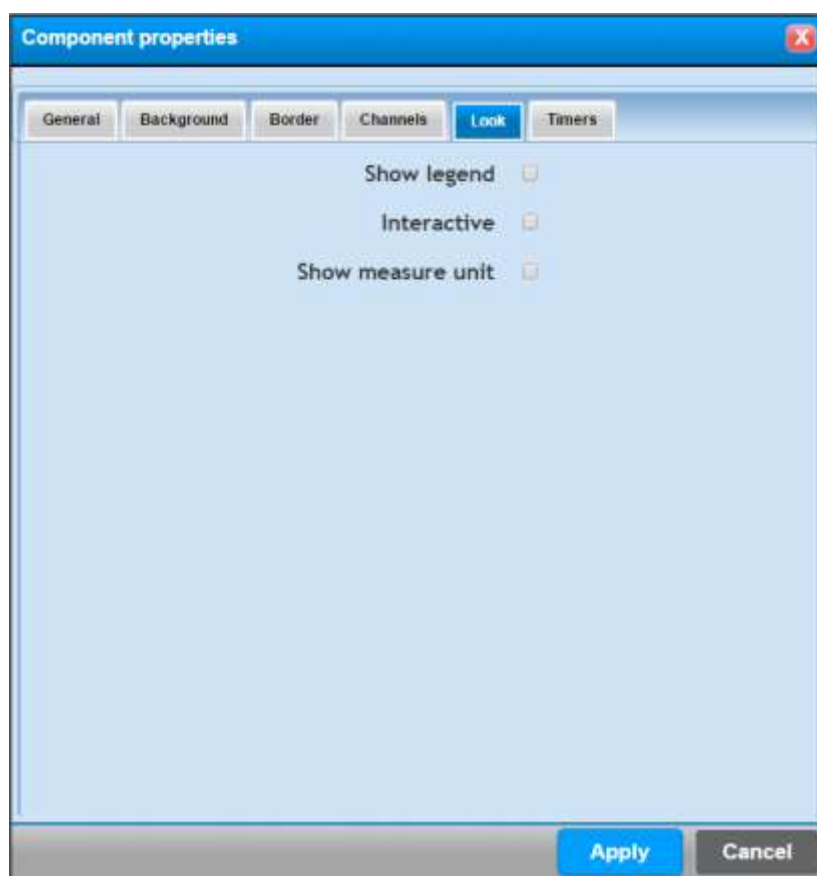 Component properties X
General Background Border Channels Look Timers
Show legend
Interactive
Show measure unit
Apply Cancel